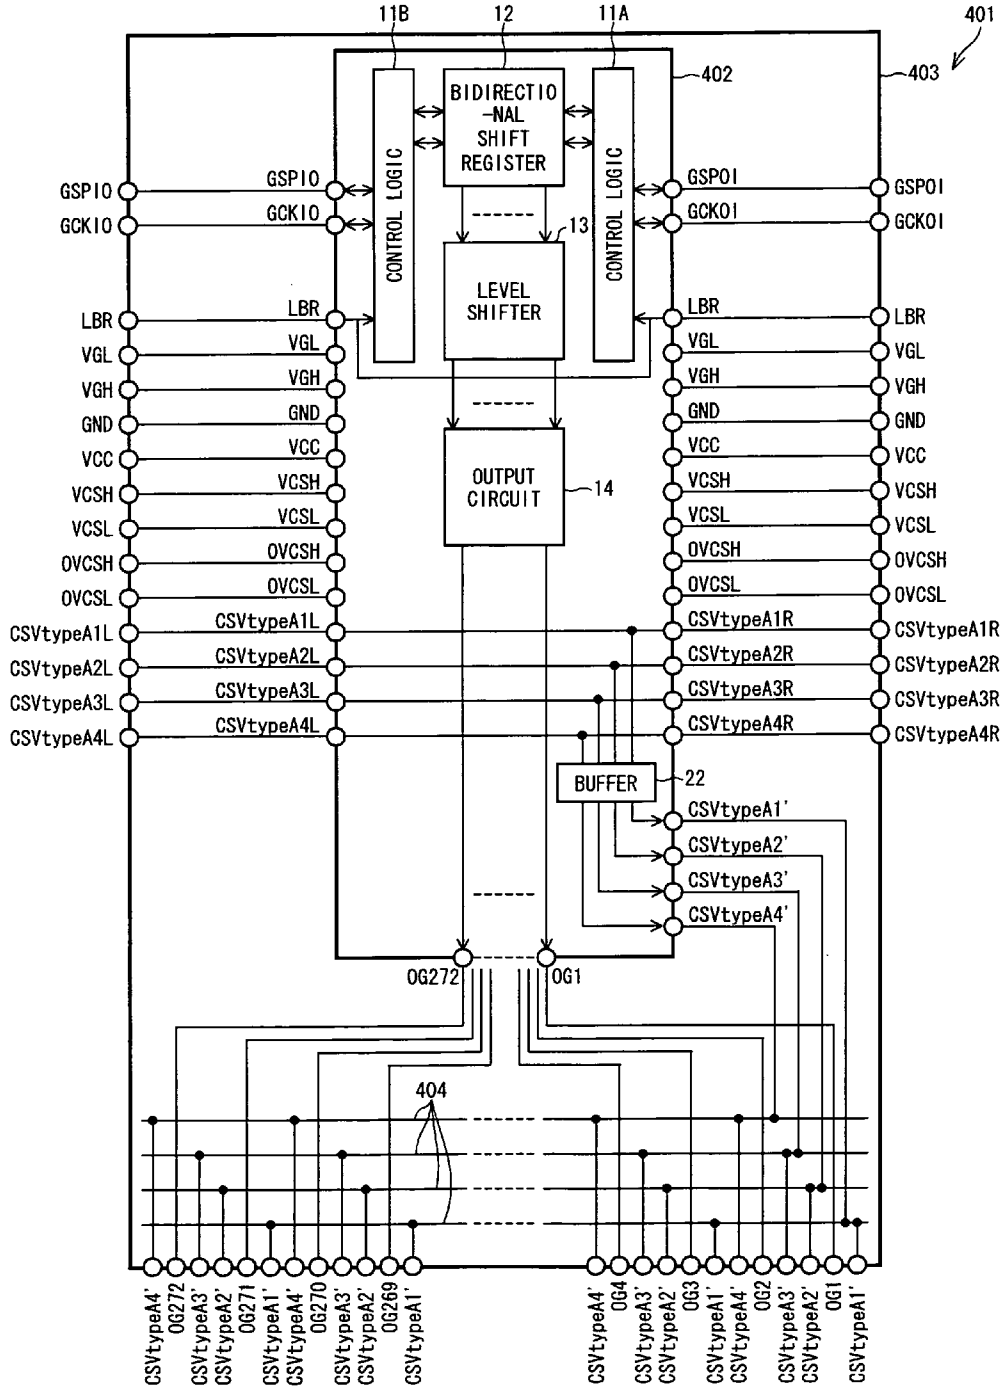 11B
12
11A
401
402
403
BIDIRECTIO
-NAL
SHIFT
REGISTER
CONTROL LOGIC
CONTROL LOGIC
GSPIO
GSPIO
GSPOI
GSPOI
GCKIO
GCKIO
GCKOI
GCKOI
13
LEVEL
SHIFTER
LBR
LBR
LBR
LBR
VGL
VGL
VGL
VGL
VGH
VGH
VGH
VGH
GND
GND
GND
GND
VCC
VCC
VCC
VCC
OUTPUT
CIRCUIT
14
VCSH
VCSH
VCSH
VCSH
VCSL
VCSL
VCSL
VCSL
OVCSH
OVCSH
OVCSH
OVCSH
OVCSL
OVCSL
OVCSL
OVCSL
CSVtypeA1L
CSVtypeA1L
CSVtypeA1R
CSVtypeA1R
CSVtypeA2L
CSVtypeA2L
CSVtypeA2R
CSVtypeA2R
CSVtypeA3L
CSVtypeA3L
CSVtypeA3R
CSVtypeA3R
CSVtypeA4L
CSVtypeA4L
CSVtypeA4R
CSVtypeA4R
BUFFER
22
CSVtypeA1'
CSVtypeA2'
CSVtypeA3'
CSVtypeA4'
OG272
OG1
404
CSVtypeA4'
OG272
CSVtypeA3'
CSVtypeA2'
OG271
CSVtypeA1'
CSVtypeA4'
OG270
CSVtypeA3'
CSVtypeA2'
OG269
CSVtypeA1'
CSVtypeA4'
OG4
CSVtypeA3'
CSVtypeA2'
OG3
CSVtypeA1'
CSVtypeA4'
OG2
CSVtypeA3'
CSVtypeA2'
OG1
CSVtypeA1'